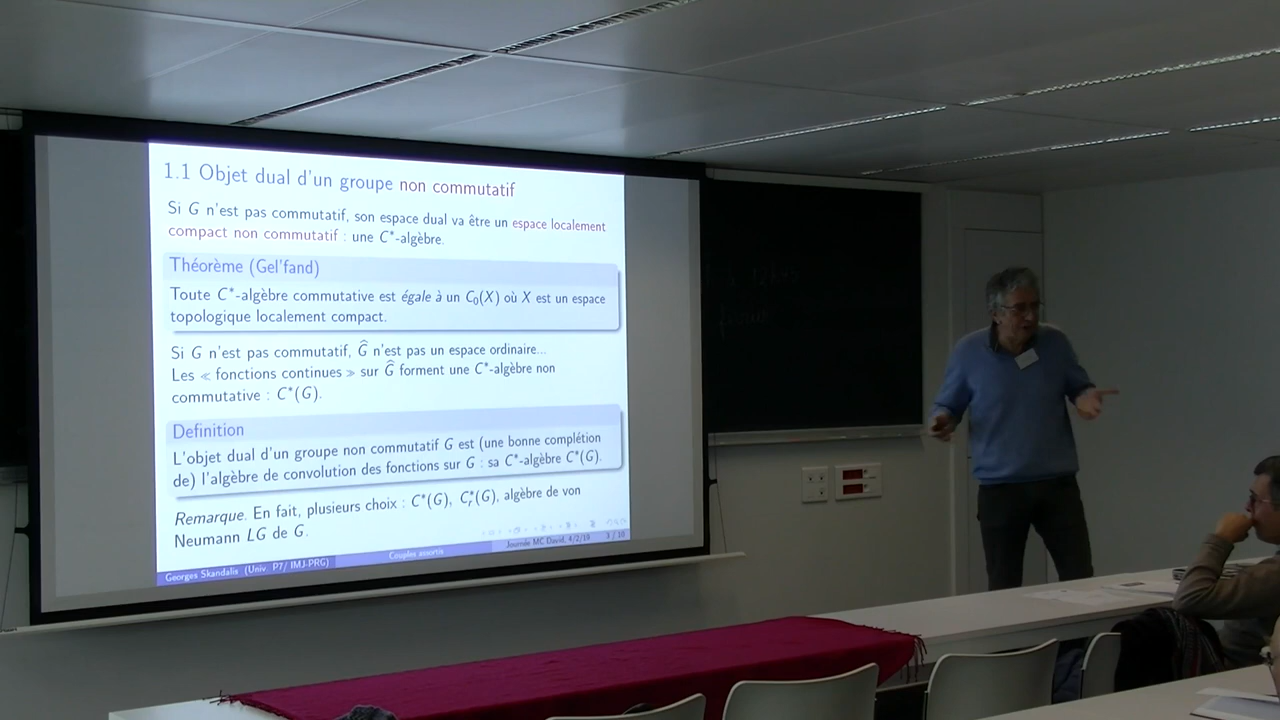 1.1 Objet dual d'un groupe non commutatif
Si G n'est pas commutatif, son espace dual va être un espace localement
compact non commutatif : une C*-algèbre.
Théorème (Gel'fand)
Toute C*-algèbre commutative est égale à un C₀(X) où X est un espace
topologique localement compact.
Si G n'est pas commutatif, Ĝ n'est pas un espace ordinaire...
Les « fonctions continues » sur Ĝ forment une C*-algèbre non
commutative : C*(G).
Definition
L'objet dual d'un groupe non commutatif G est (une bonne complétion
de) l'algèbre de convolution des fonctions sur G : sa C*-algèbre C*(G).
Remarque. En fait, plusieurs choix : C*(G), C*ᵣ(G), algèbre de von
Neumann LG de G.
Georges Skandalis (Univ. P7/ IMJ-PRG) Couples assortis Journée MC David, 4/2/19 3 / 18